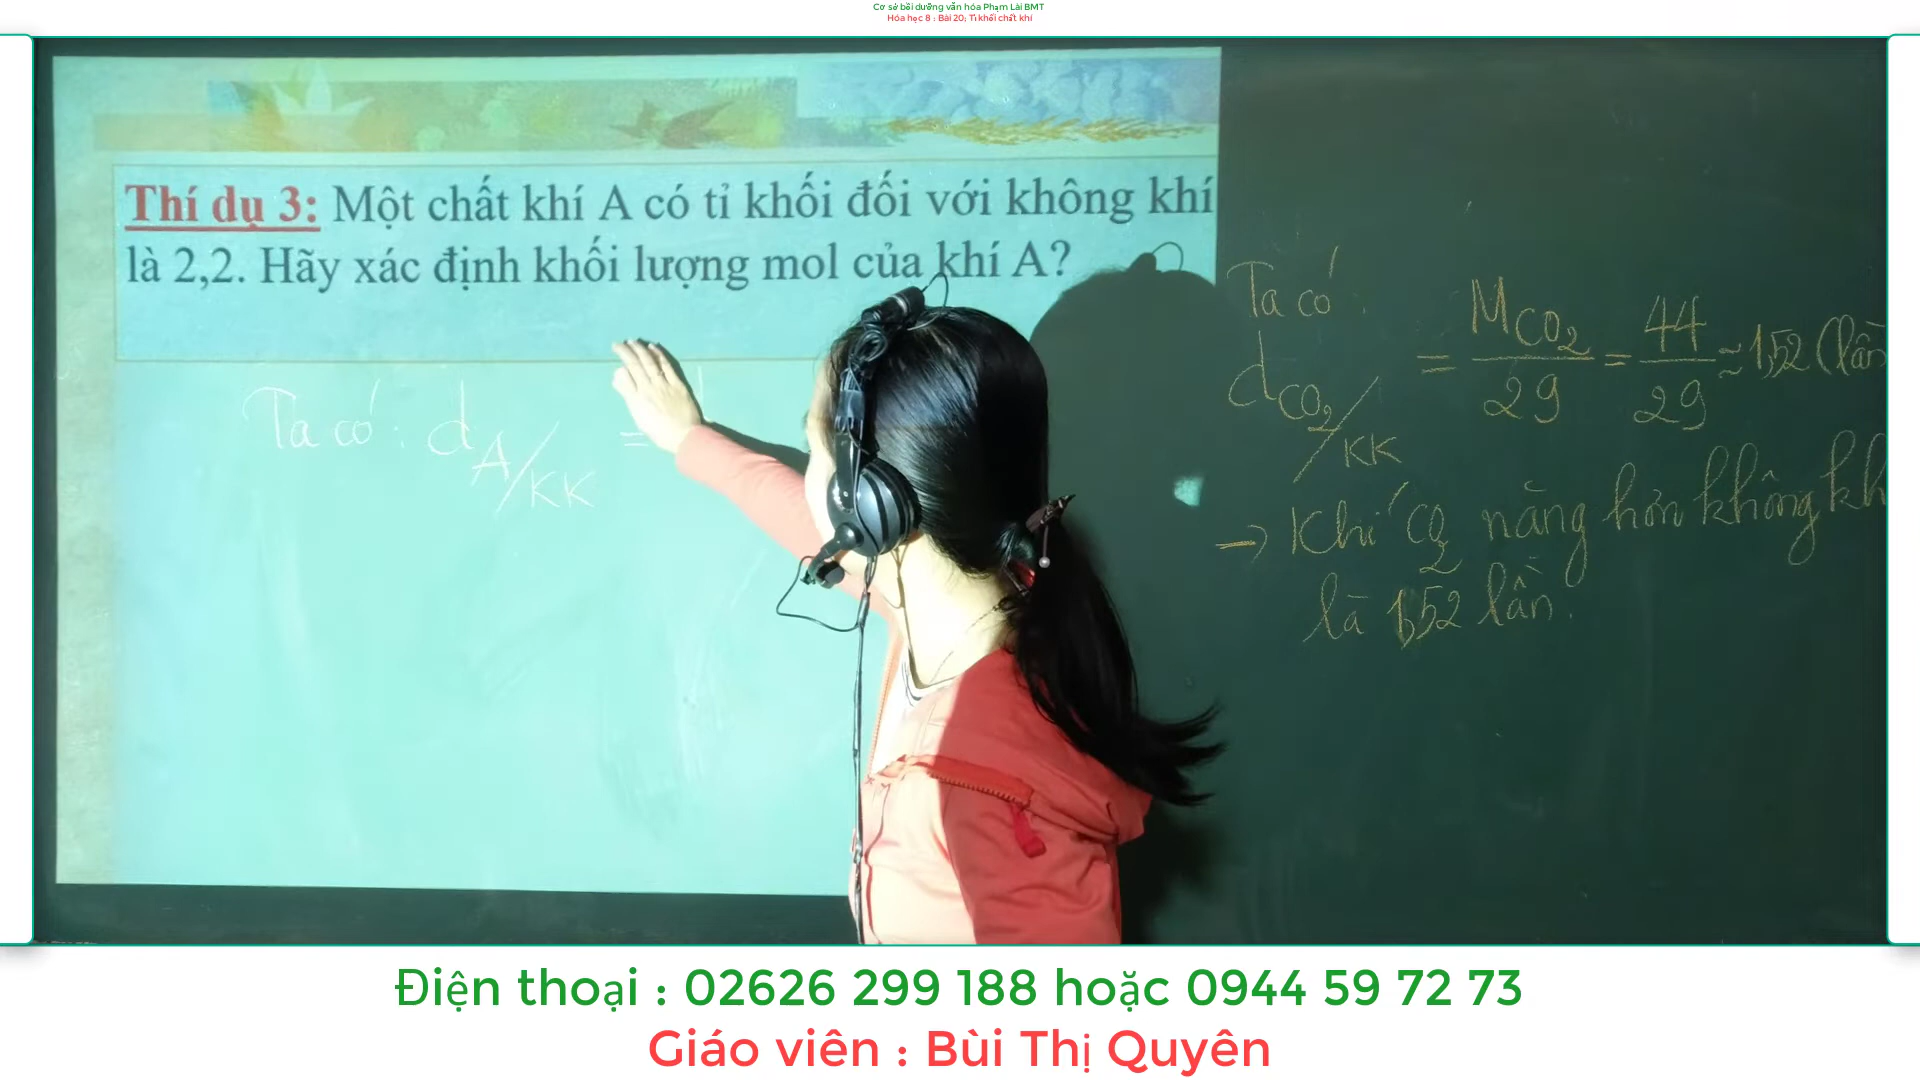 Cơ sở bồi dưỡng văn hóa Phạm Lài BMT
Hóa học 8 : Bài 20; Tỉ khối chất khí
Thí dụ 3: Một chất khí A có tỉ khối đối với không khí
là 2,2. Hãy xác định khối lượng mol của khí A?
Ta có : d A/KK =
Ta có :
d CO2/KK = M CO2 / 29 = 44 / 29 ≈ 1,52 (lần
→ Khí CO2 nặng hơn không kh
là 1,52 lần.
Điện thoại : 02626 299 188 hoặc 0944 59 72 73
Giáo viên : Bùi Thị Quyên